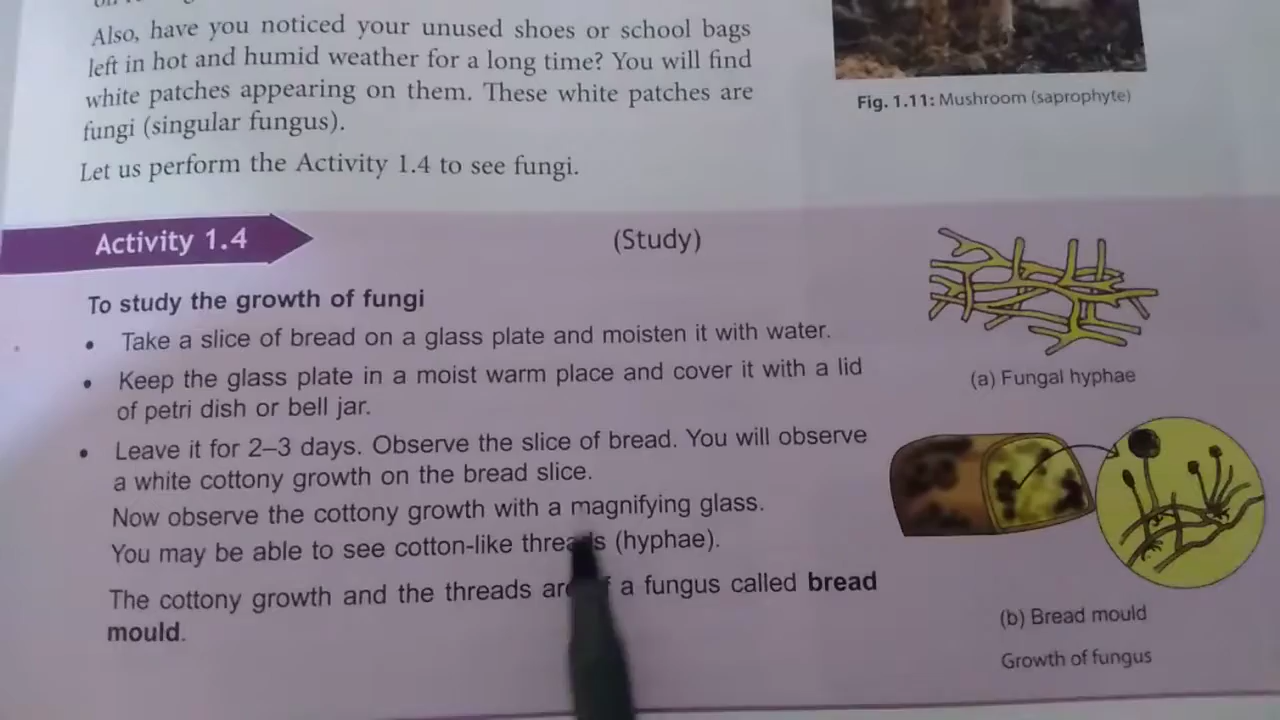 Also, have you noticed your unused shoes or school bags
left in hot and humid weather for a long time? You will find
white patches appearing on them. These white patches are
fungi (singular fungus).
Let us perform the Activity 1.4 to see fungi.
Fig. 1.11: Mushroom (saprophyte)
Activity 1.4
(Study)
To study the growth of fungi
• Take a slice of bread on a glass plate and moisten it with water.
• Keep the glass plate in a moist warm place and cover it with a lid
of petri dish or bell jar.
• Leave it for 2–3 days. Observe the slice of bread. You will observe
a white cottony growth on the bread slice.
Now observe the cottony growth with a magnifying glass.
You may be able to see cotton-like threads (hyphae).
The cottony growth and the threads are a fungus called bread
mould.
(a) Fungal hyphae
(b) Bread mould
Growth of fungus